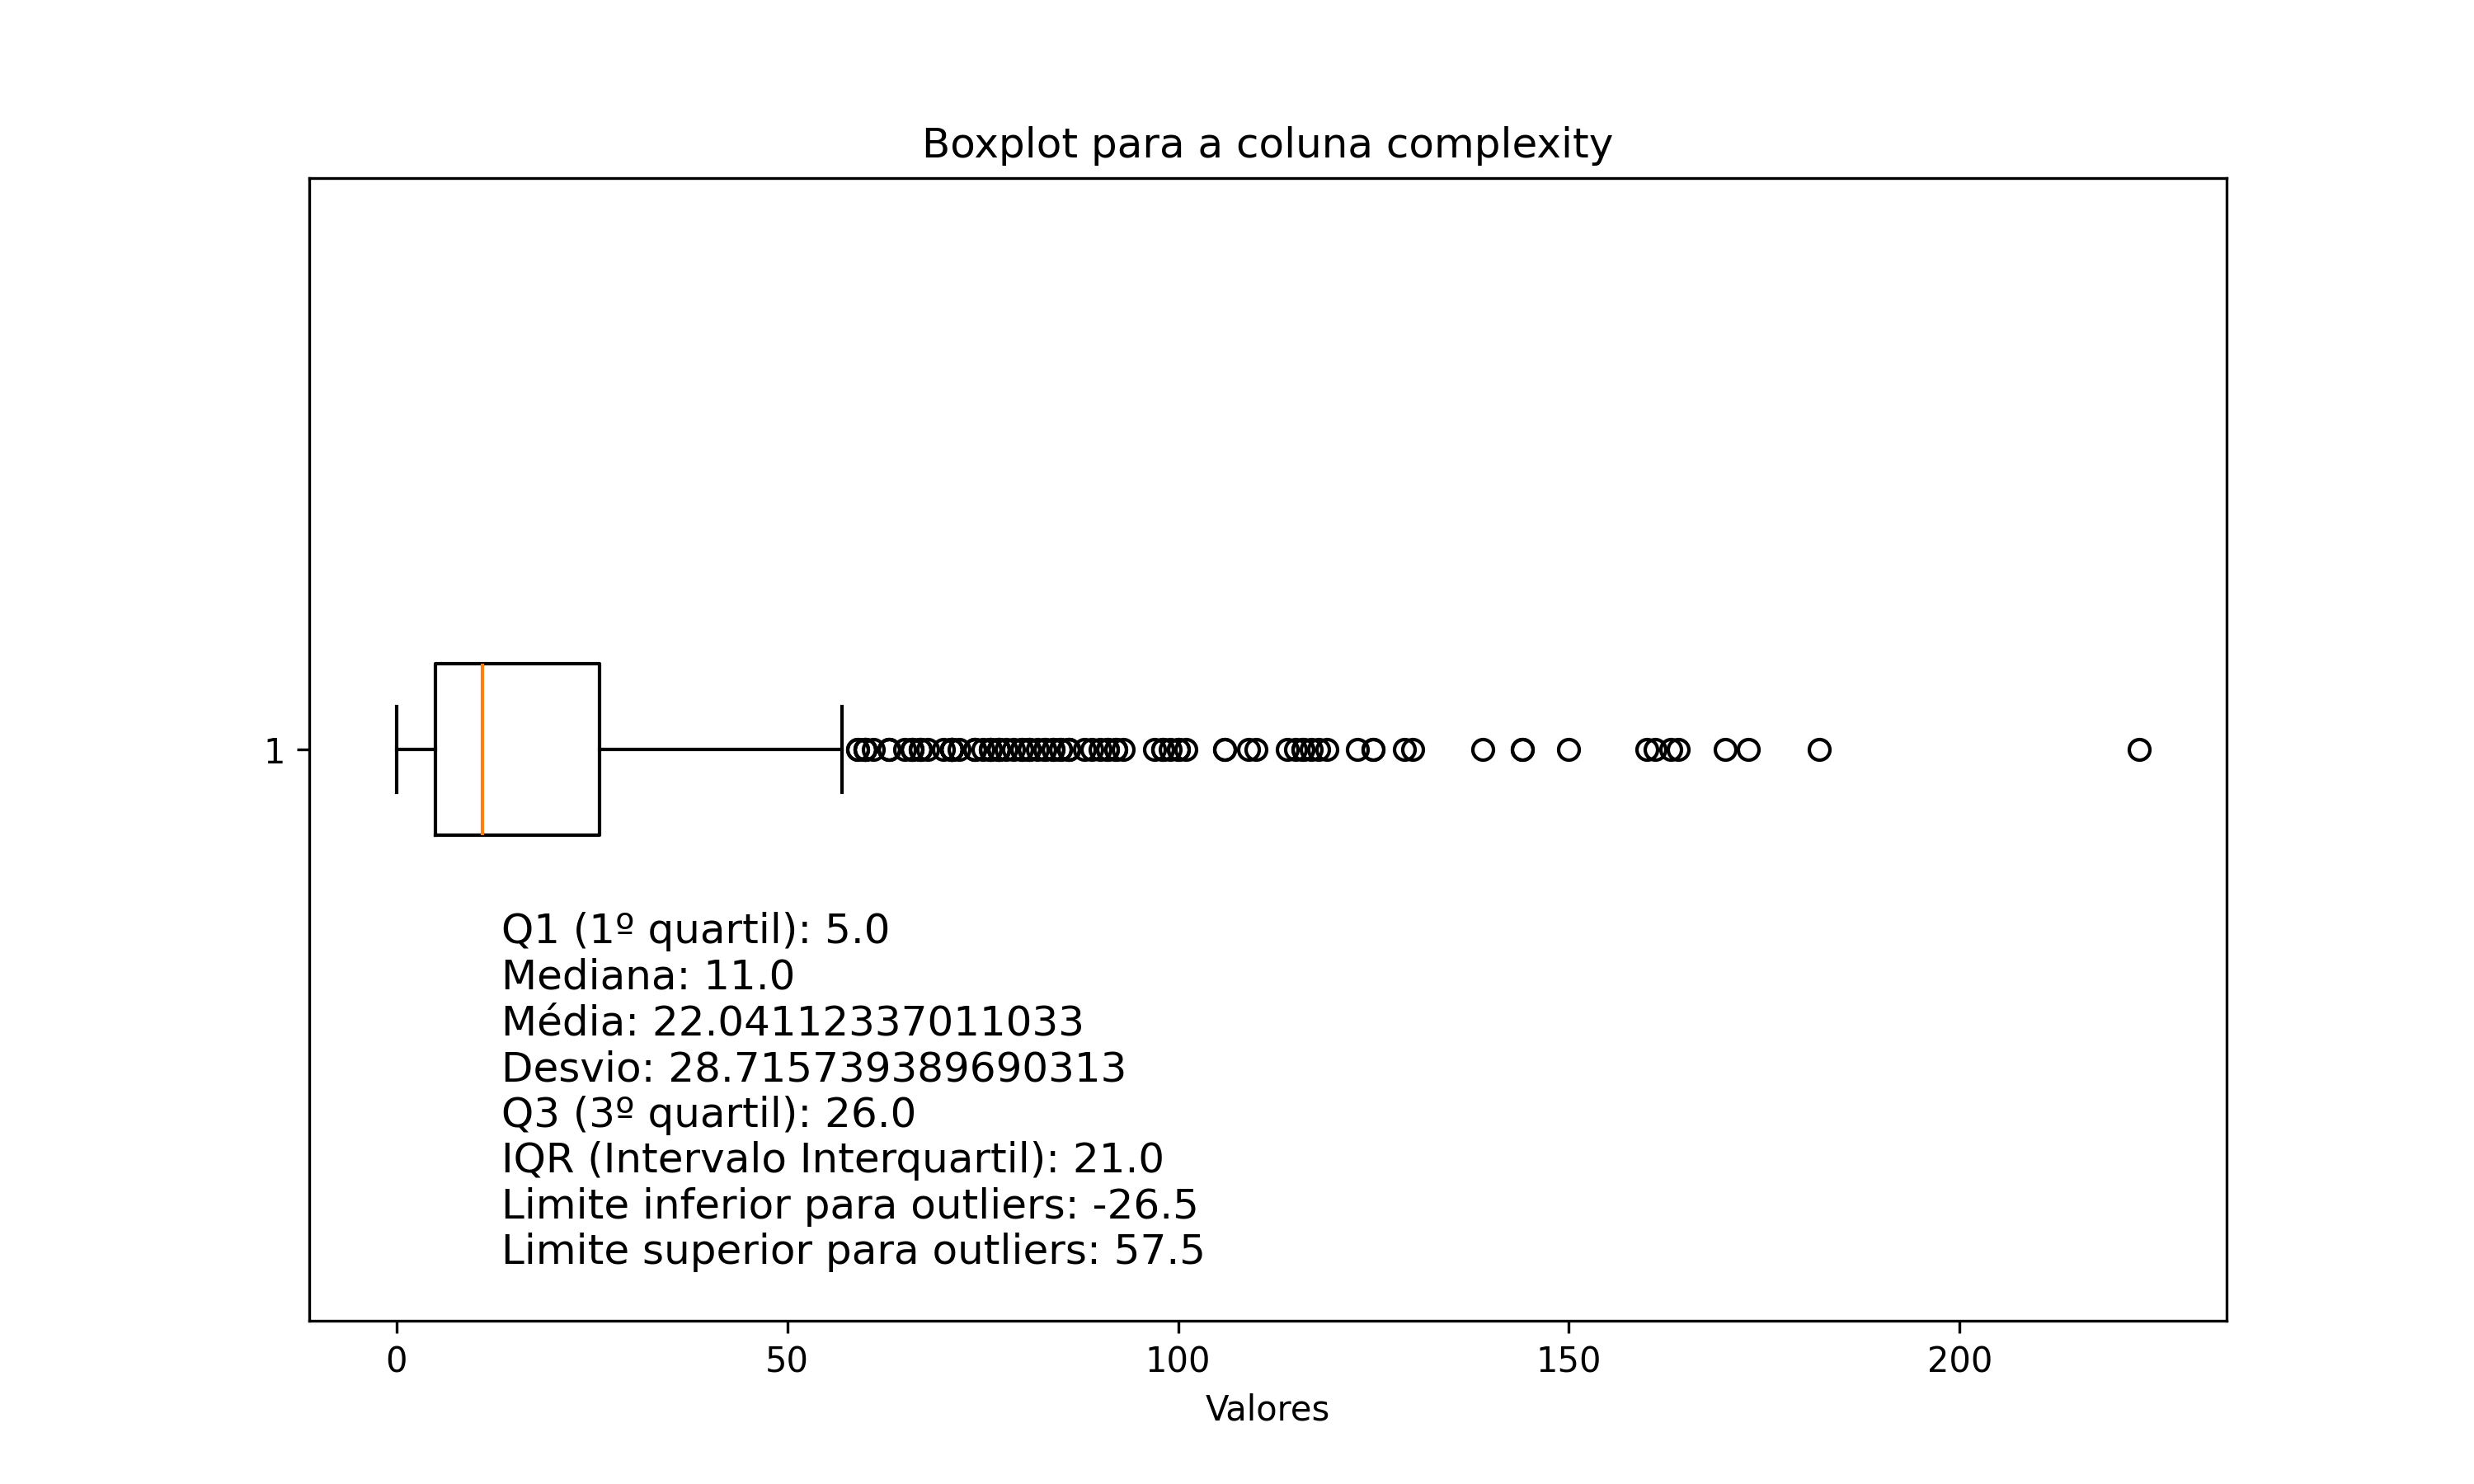 Boxplot para a coluna complexity
1
Q1 (1º quartil): 5.0
Mediana: 11.0
Média: 22.04112337011033
Desvio: 28.715739389690313
Q3 (3º quartil): 26.0
IQR (Intervalo Interquartil): 21.0
Limite inferior para outliers: -26.5
Limite superior para outliers: 57.5
0 50 100 150 200
Valores